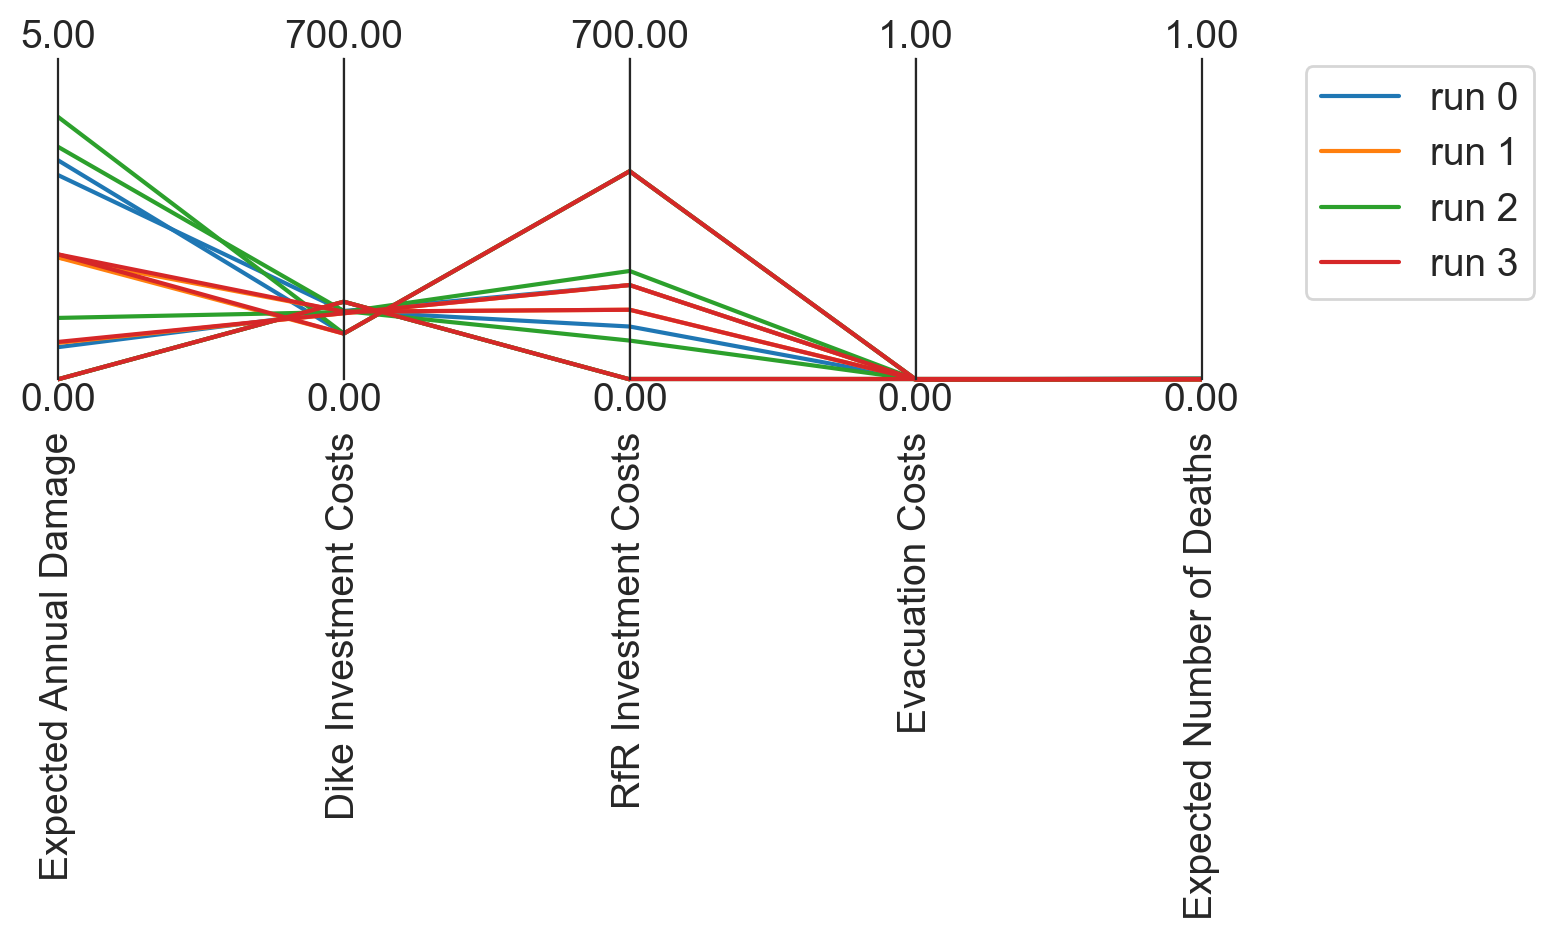 5.00
700.00
700.00
1.00
1.00
run 0
run 1
run 2
run 3
0.00
0.00
0.00
0.00
0.00
Expected Annual Damage
Dike Investment Costs
RfR Investment Costs
Evacuation Costs
Expected Number of Deaths